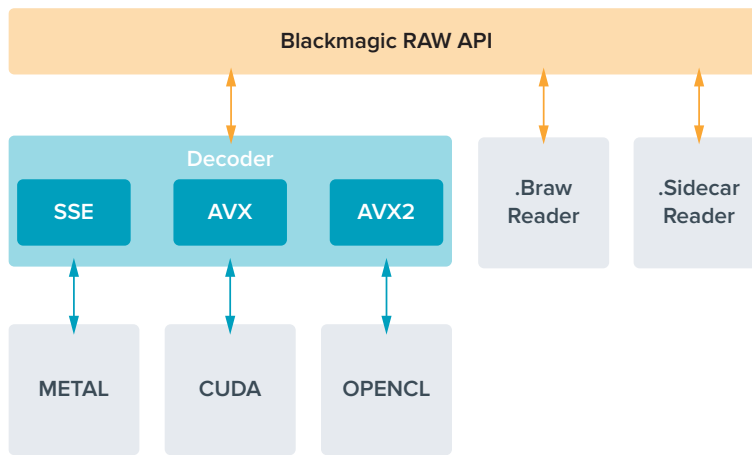 Blackmagic RAW API
Decoder
SSE
AVX
AVX2
.Braw
Reader
.Sidecar
Reader
METAL
CUDA
OPENCL